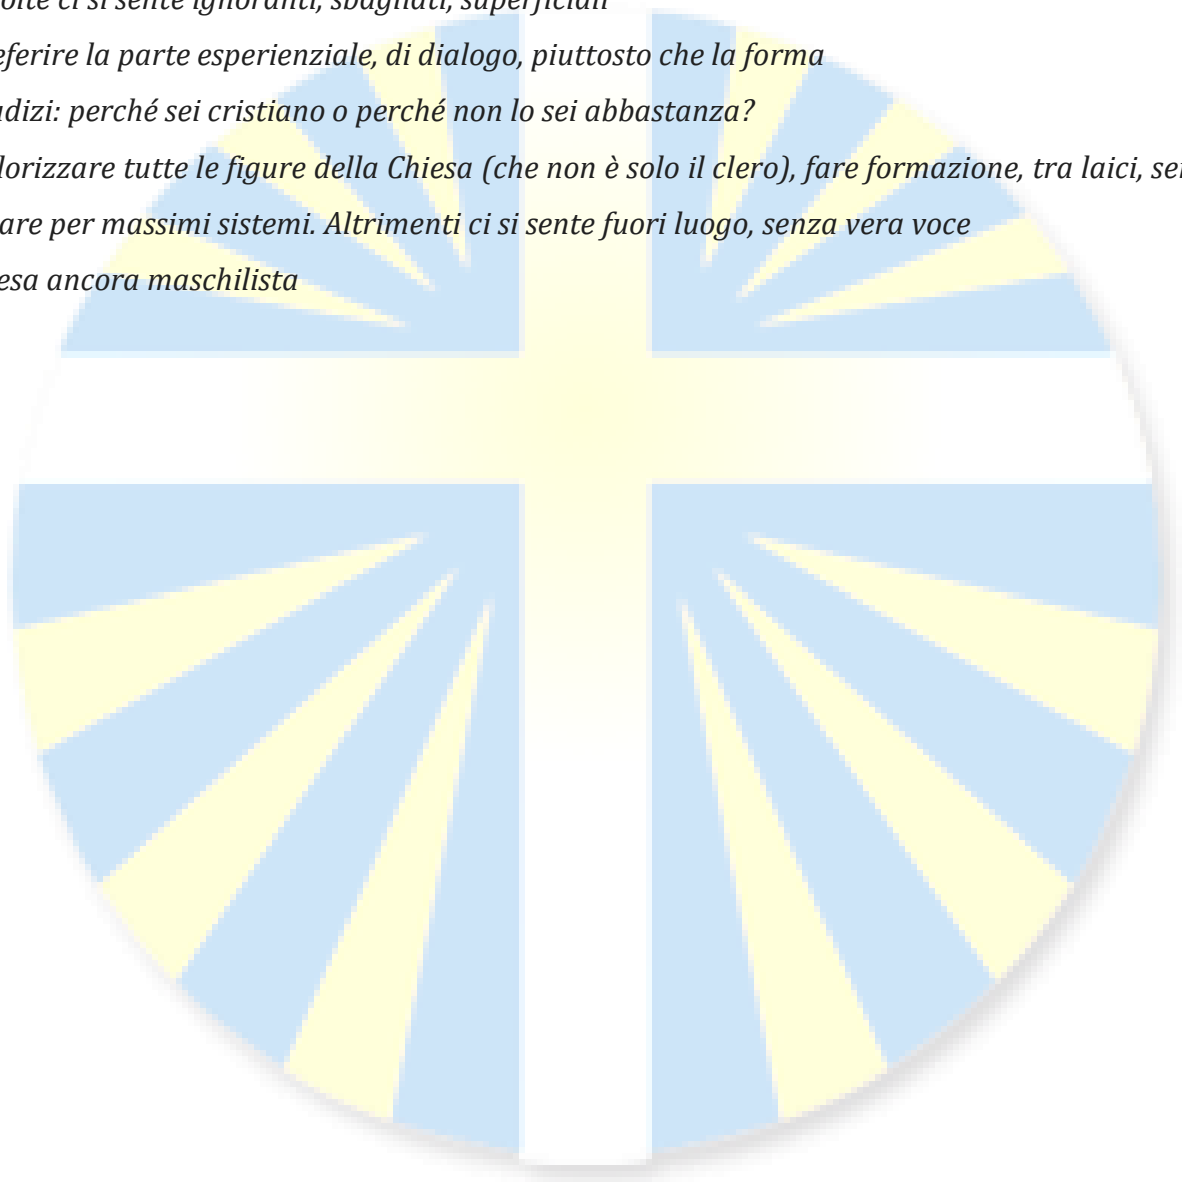 olte ci si sente ignoranti, sbagliati, superficiali
eferire la parte esperienziale, di dialogo, piuttosto che la forma
udizi: perché sei cristiano o perché non lo sei abbastanza?
lorizzare tutte le figure della Chiesa (che non è solo il clero), fare formazione, tra laici, se
are per massimi sistemi. Altrimenti ci si sente fuori luogo, senza vera voce
esa ancora maschilista